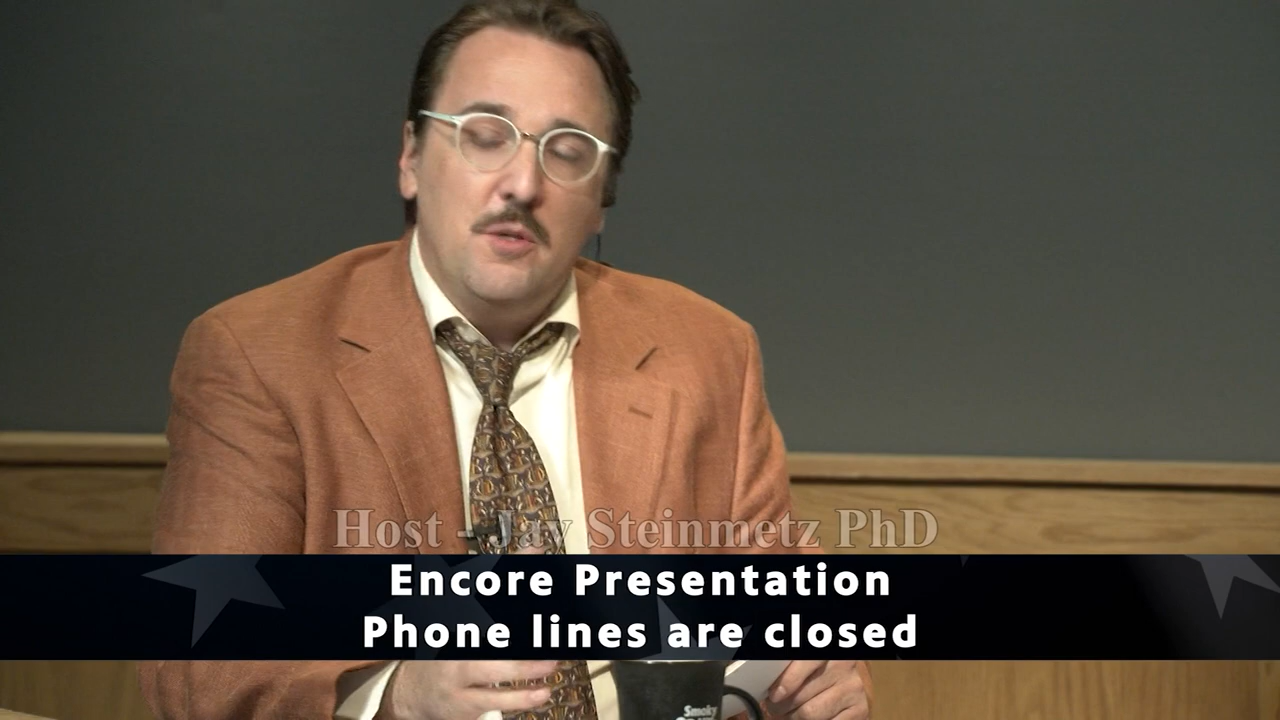 Host - Jay Steinmetz PhD
Encore Presentation
Phone lines are closed
Smoky